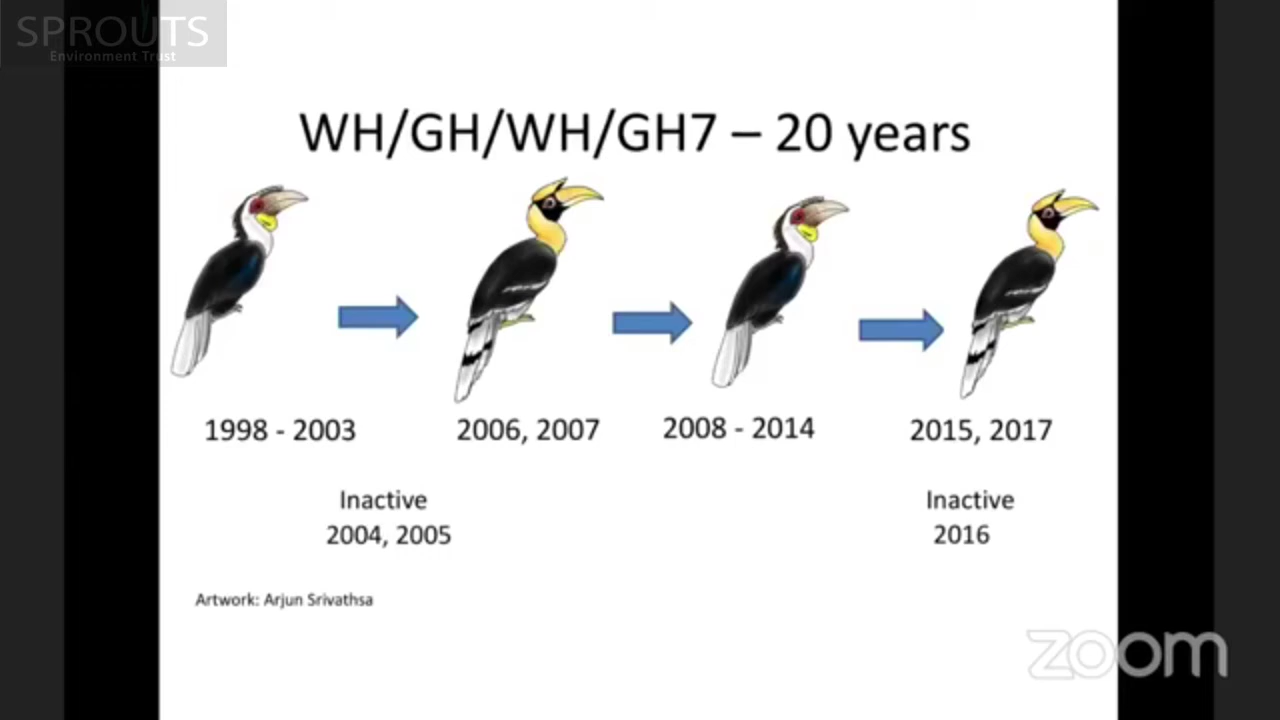 SPROUTS
Environment Trust
WH/GH/WH/GH7 – 20 years
1998 - 2003
2006, 2007
2008 - 2014
2015, 2017
Inactive
2004, 2005
Inactive
2016
Artwork: Arjun Srivathsa
zoom